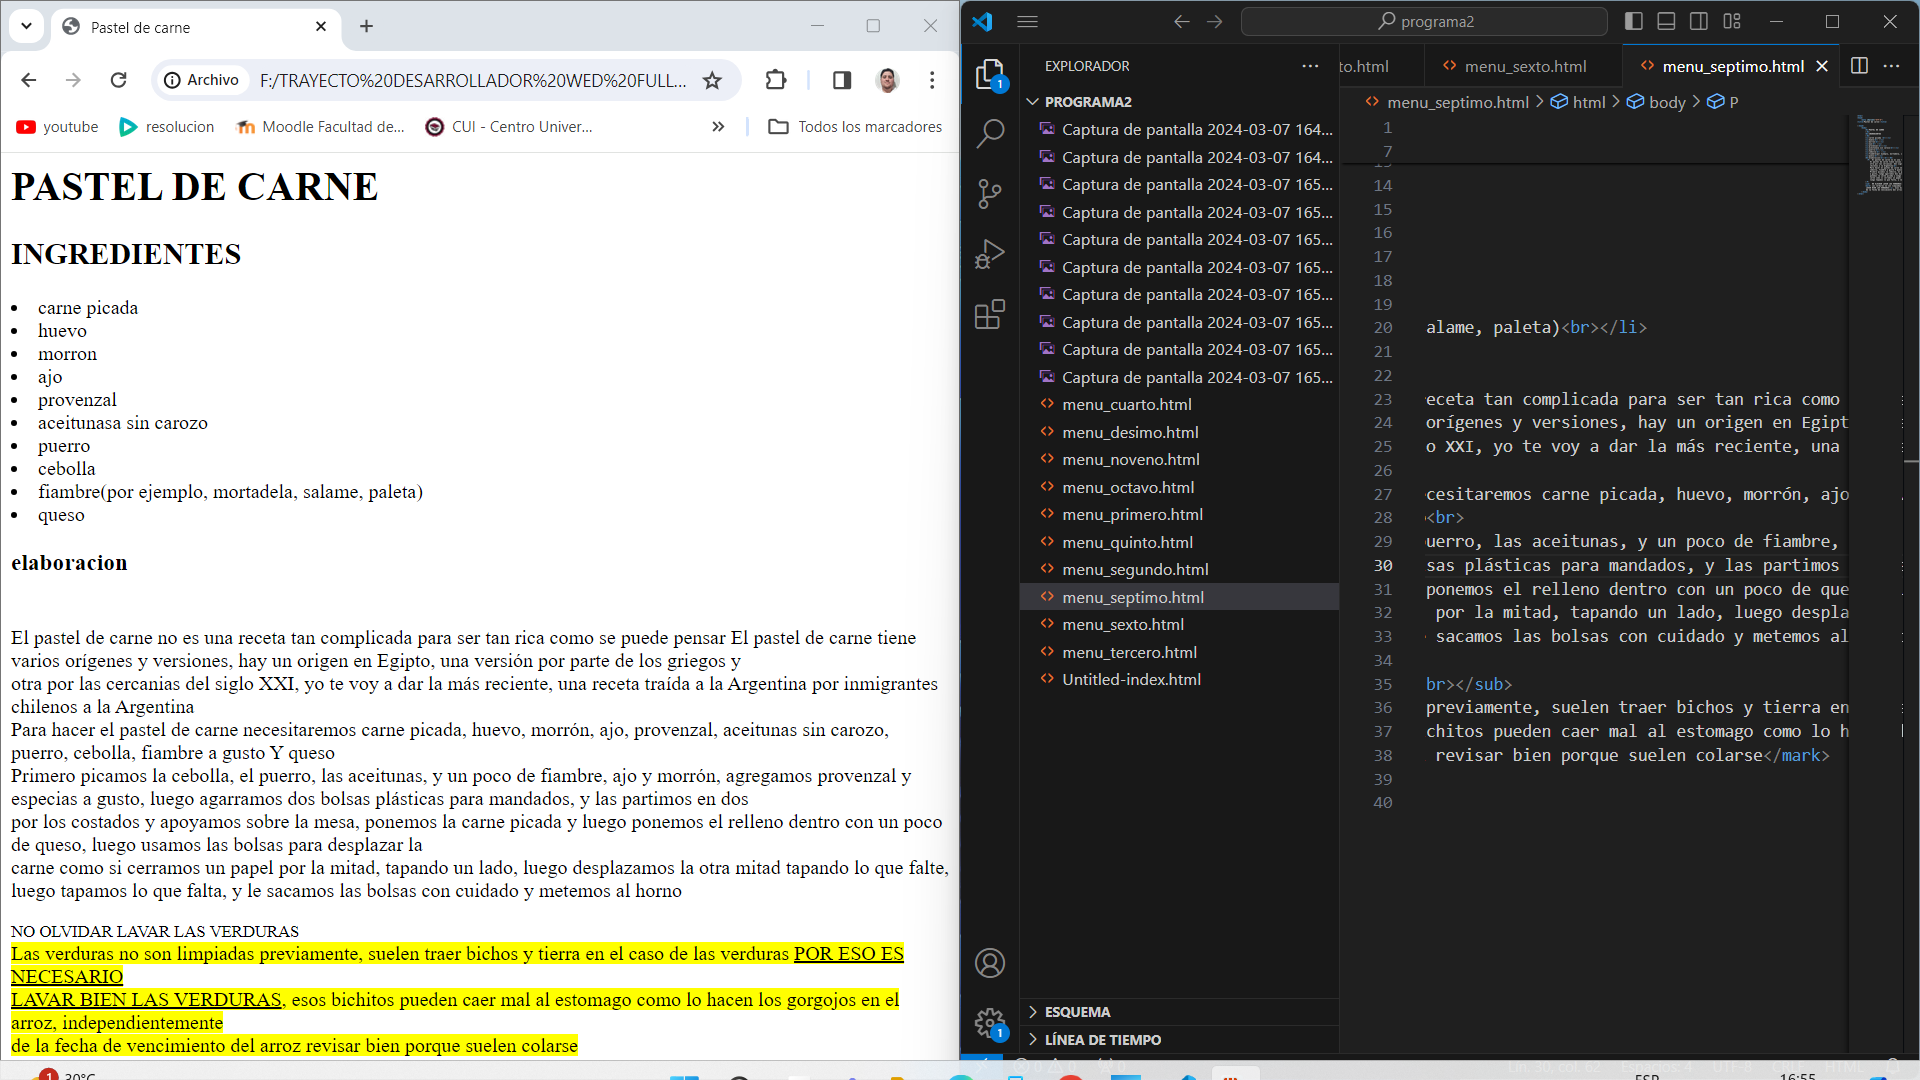 Pastel de carne
Archivo
F:/TRAYECTO%20DESARROLLADOR%20WED%20FULL...
youtube
resolucion
Moodle Facultad de...
CUI - Centro Univer...
Todos los marcadores
PASTEL DE CARNE
INGREDIENTES
carne picada
huevo
morron
ajo
provenzal
aceitunasa sin carozo
puerro
cebolla
fiambre(por ejemplo, mortadela, salame, paleta)
queso
elaboracion
El pastel de carne no es una receta tan complicada para ser tan rica como se puede pensar El pastel de carne tiene
varios orígenes y versiones, hay un origen en Egipto, una versión por parte de los griegos y
otra por las cercanias del siglo XXI, yo te voy a dar la más reciente, una receta traída a la Argentina por inmigrantes
chilenos a la Argentina
Para hacer el pastel de carne necesitaremos carne picada, huevo, morrón, ajo, provenzal, aceitunas sin carozo,
puerro, cebolla, fiambre a gusto Y queso
Primero picamos la cebolla, el puerro, las aceitunas, y un poco de fiambre, ajo y morrón, agregamos provenzal y
especias a gusto, luego agarramos dos bolsas plásticas para mandados, y las partimos en dos
por los costados y apoyamos sobre la mesa, ponemos la carne picada y luego ponemos el relleno dentro con un poco
de queso, luego usamos las bolsas para desplazar la
carne como si cerramos un papel por la mitad, tapando un lado, luego desplazamos la otra mitad tapando lo que falte,
luego tapamos lo que falta, y le sacamos las bolsas con cuidado y metemos al horno
NO OLVIDAR LAVAR LAS VERDURAS
Las verduras no son limpiadas previamente, suelen traer bichos y tierra en el caso de las verduras POR ESO ES
NECESARIO
LAVAR BIEN LAS VERDURAS, esos bichitos pueden caer mal al estomago como lo hacen los gorgojos en el
arroz, independientemente
de la fecha de vencimiento del arroz revisar bien porque suelen colarse
1
30°C
programa2
1
EXPLORADOR
PROGRAMA2
Captura de pantalla 2024-03-07 164...
Captura de pantalla 2024-03-07 164...
Captura de pantalla 2024-03-07 165...
Captura de pantalla 2024-03-07 165...
Captura de pantalla 2024-03-07 165...
Captura de pantalla 2024-03-07 165...
Captura de pantalla 2024-03-07 165...
Captura de pantalla 2024-03-07 165...
Captura de pantalla 2024-03-07 165...
Captura de pantalla 2024-03-07 165...
menu_cuarto.html
menu_desimo.html
menu_noveno.html
menu_octavo.html
menu_primero.html
menu_quinto.html
menu_segundo.html
menu_septimo.html
menu_sexto.html
menu_tercero.html
Untitled-index.html
ESQUEMA
LÍNEA DE TIEMPO
1
to.html
menu_sexto.html
menu_septimo.html
menu_septimo.html > html > body > P
1
7
14
15
16
17
18
19
20 alame, paleta)<br></li>
21
22
23 eceta tan complicada para ser tan rica como
24 orígenes y versiones, hay un origen en Egipt
25 o XXI, yo te voy a dar la más reciente, una
26
27 cesitaremos carne picada, huevo, morrón, ajo
28 <br>
29 uerro, las aceitunas, y un poco de fiambre,
30 sas plásticas para mandados, y las partimos
31 ponemos el relleno dentro con un poco de que
32 por la mitad, tapando un lado, luego despla
33 sacamos las bolsas con cuidado y metemos al
34
35 br></sub>
36 previamente, suelen traer bichos y tierra en
37 chitos pueden caer mal al estomago como lo h
38 revisar bien porque suelen colarse</mark>
39
40
Lín. 30, col. 62 Espacios: 4 UTF-8 HTML
ESP
16:55